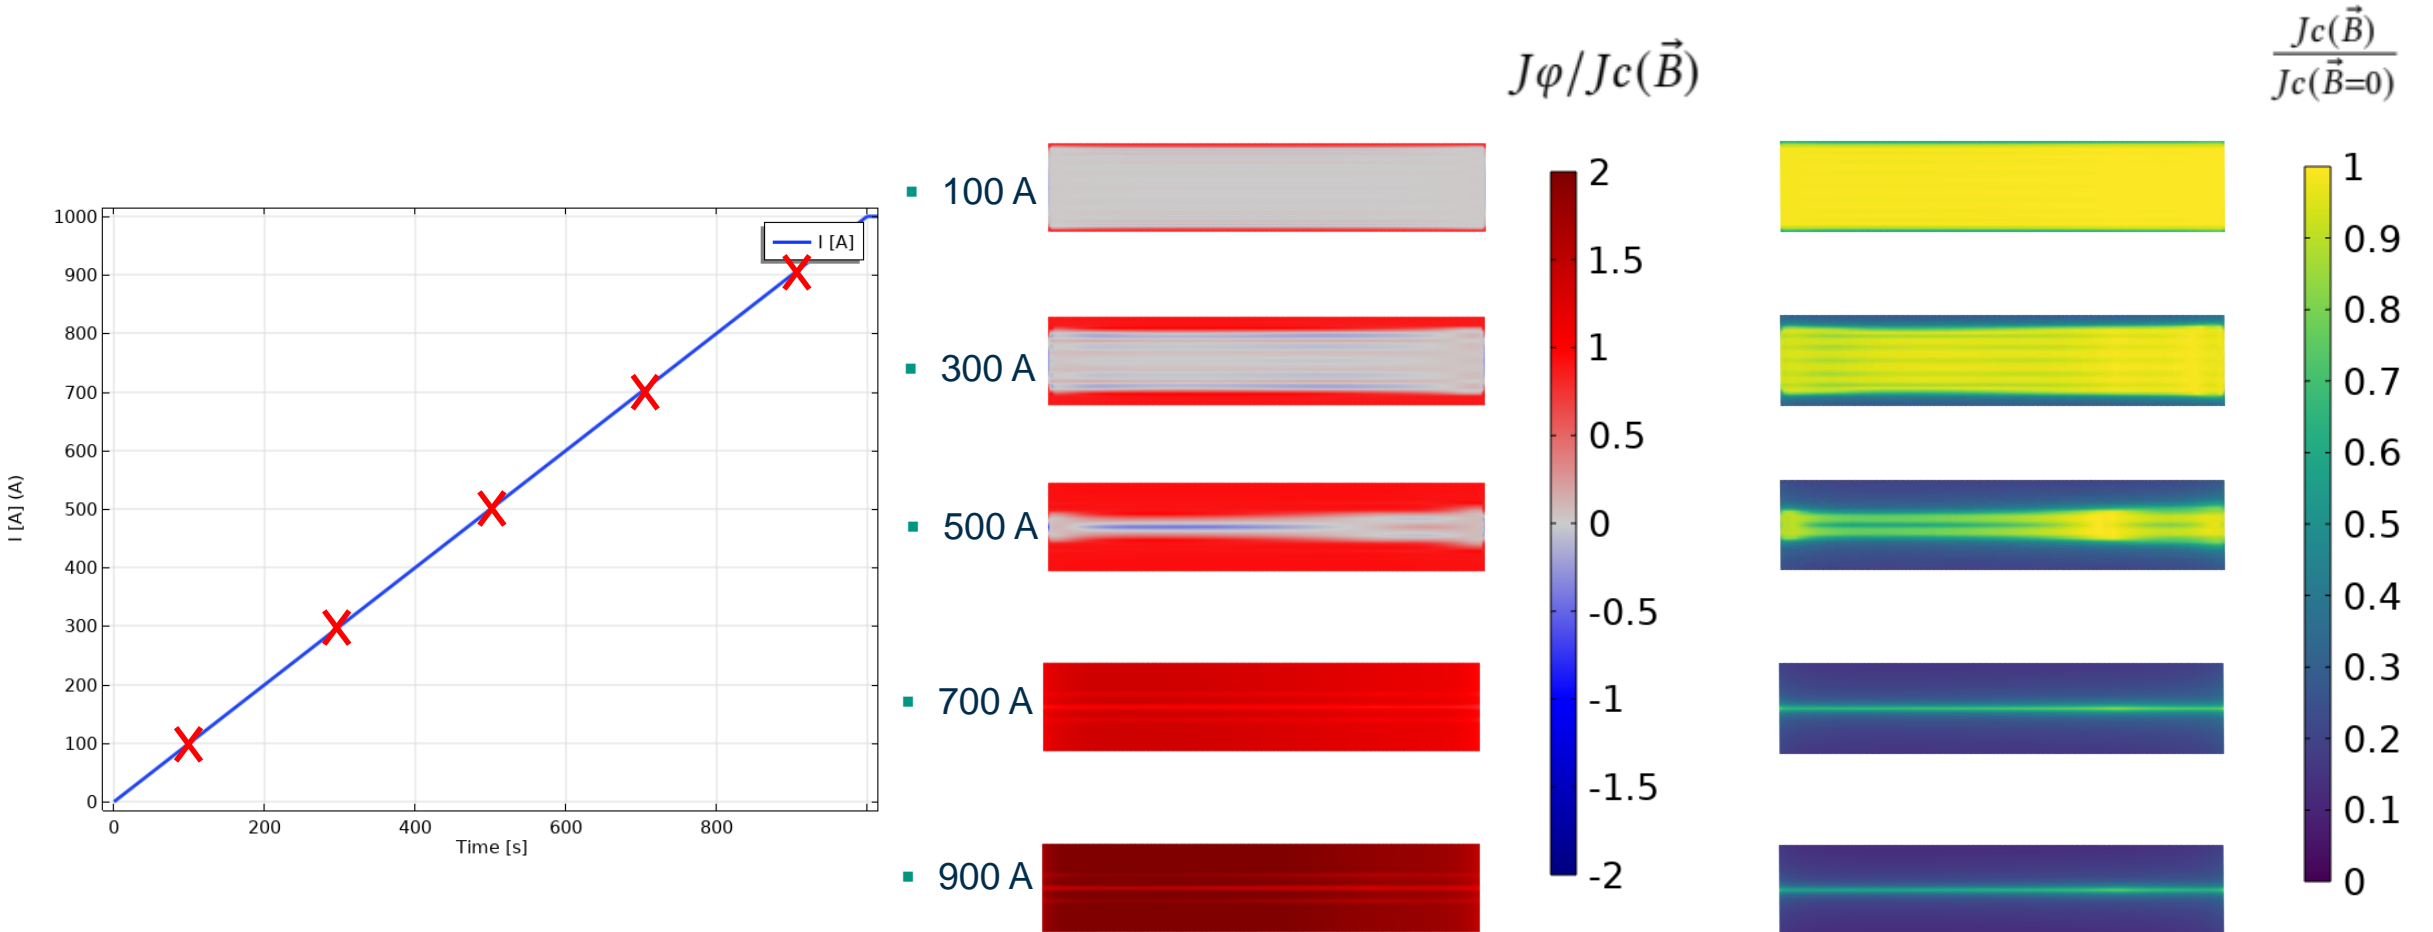 I [A] (A)
1000
900
800
700
600
500
400
300
200
100
0
I [A]
0 200 400 600 800
Time [s]
▪ 100 A
▪ 300 A
▪ 500 A
▪ 700 A
▪ 900 A
Jφ/Jc(B⃗)
2
1.5
1
0.5
0
-0.5
-1
-1.5
-2
Jc(B⃗)
Jc(B⃗=0)
1
0.9
0.8
0.7
0.6
0.5
0.4
0.3
0.2
0.1
0